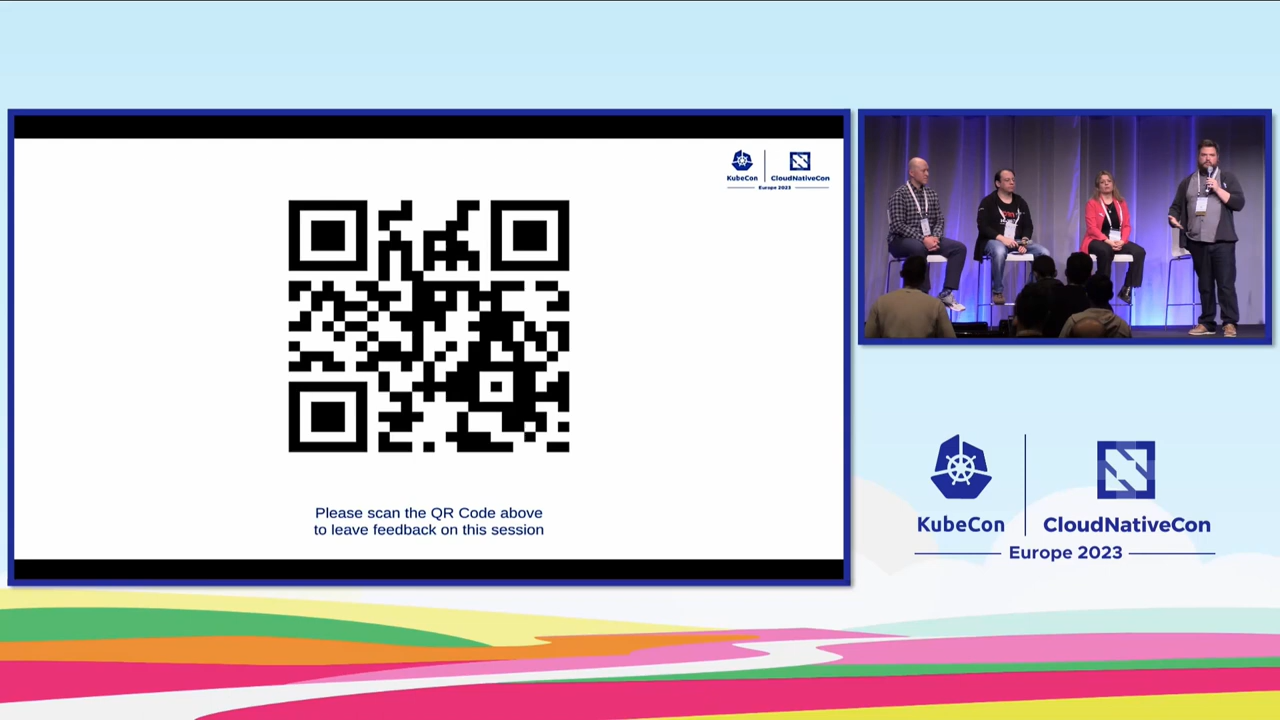 KubeCon
CloudNativeCon
Europe 2023
Please scan the QR Code above
to leave feedback on this session
KubeCon
CloudNativeCon
Europe 2023